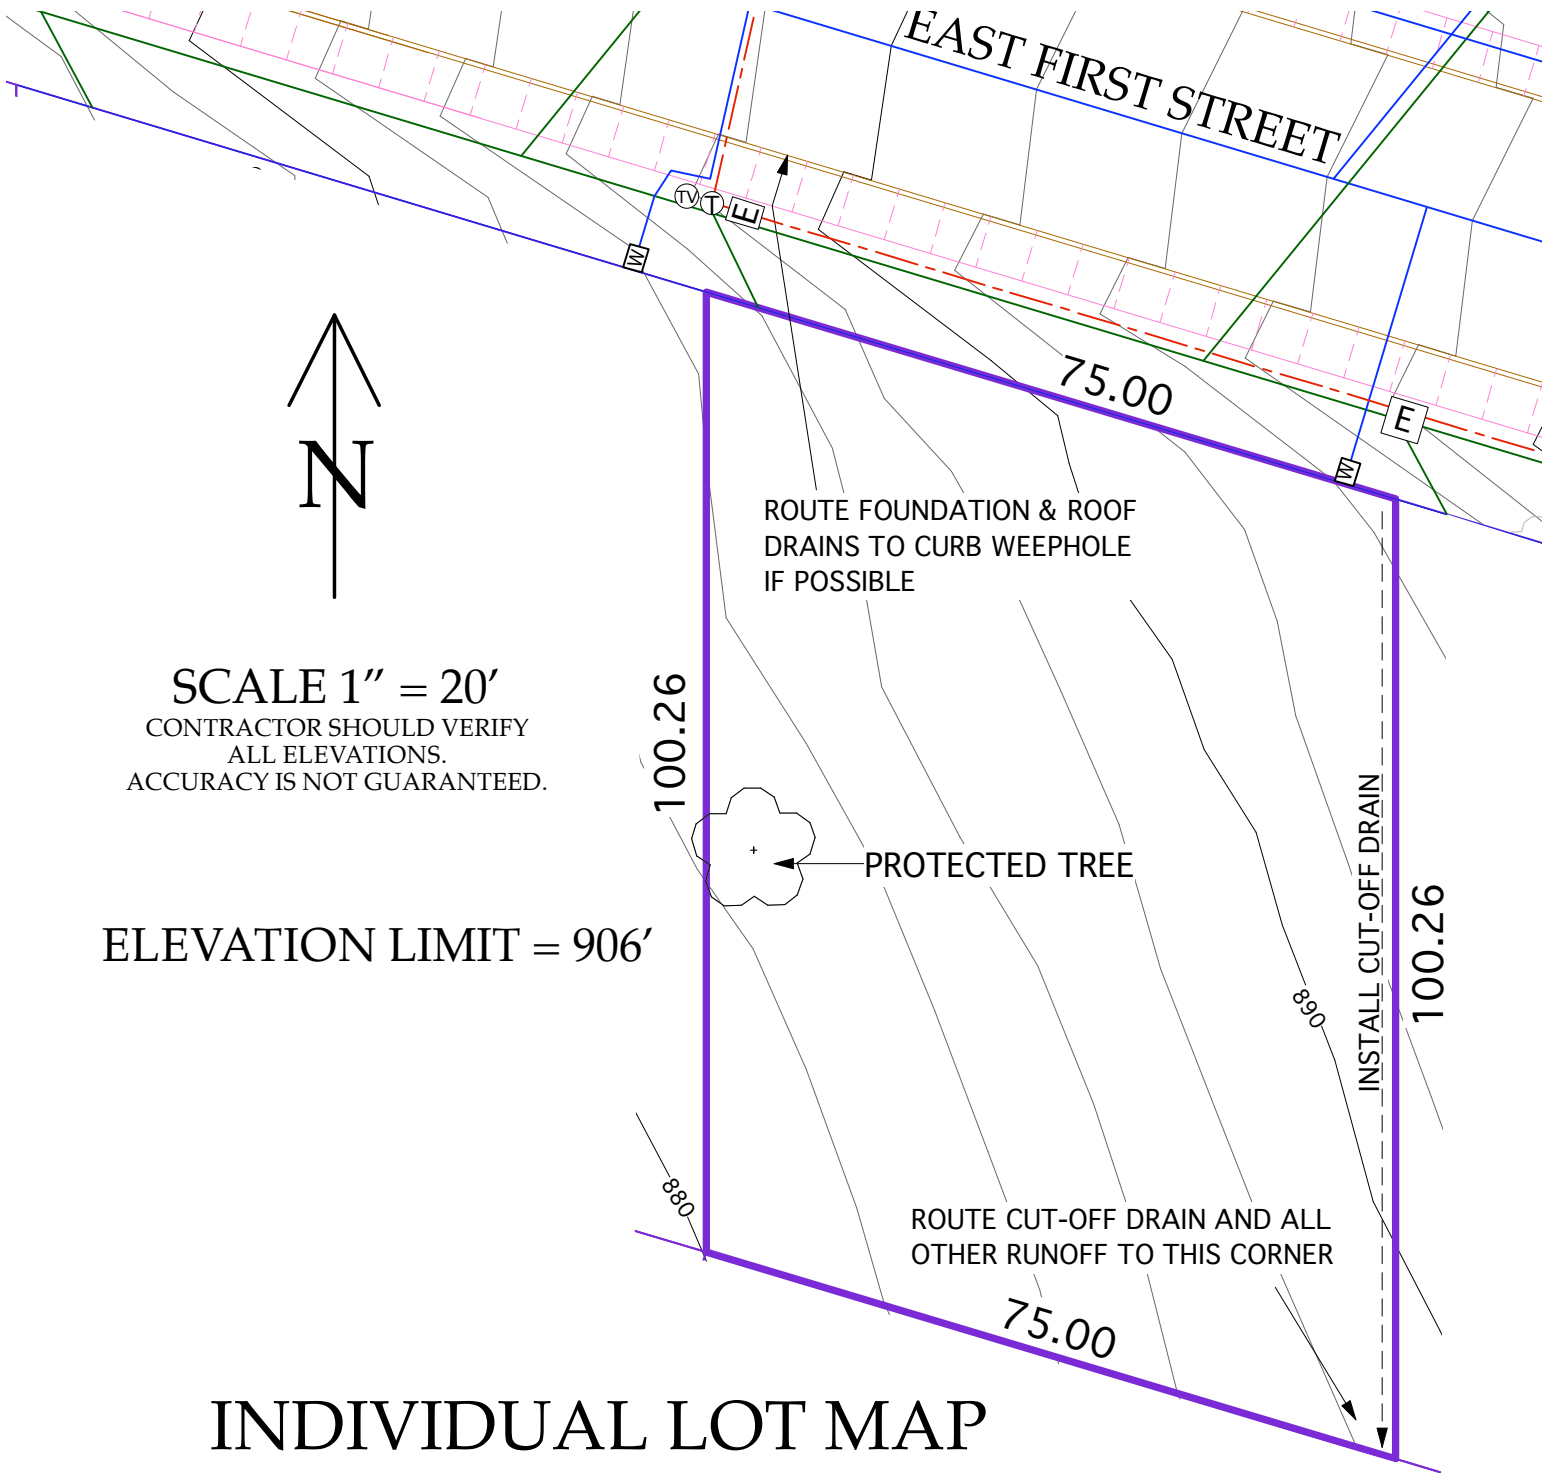 EAST FIRST STREET
TV
T
E
W
75.00
E
W
N
ROUTE FOUNDATION & ROOF
DRAINS TO CURB WEEPHOLE
IF POSSIBLE
SCALE 1" = 20'
CONTRACTOR SHOULD VERIFY
ALL ELEVATIONS.
ACCURACY IS NOT GUARANTEED.
100.26
INSTALL CUT-OFF DRAIN
PROTECTED TREE
100.26
ELEVATION LIMIT = 906'
890
880
ROUTE CUT-OFF DRAIN AND ALL
OTHER RUNOFF TO THIS CORNER
75.00
INDIVIDUAL LOT MAP